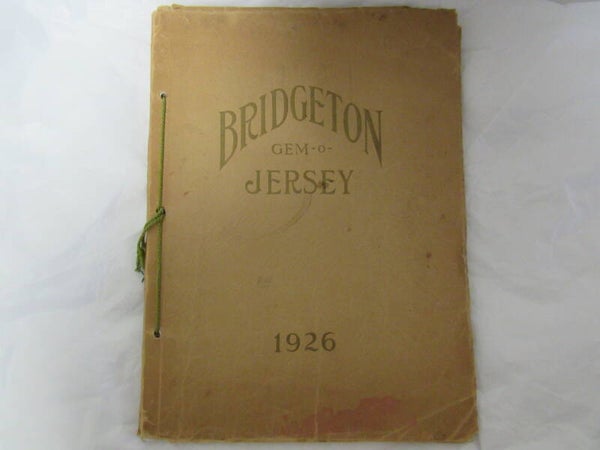 BRIDGETON
GEM-O-
JERSEY
1926